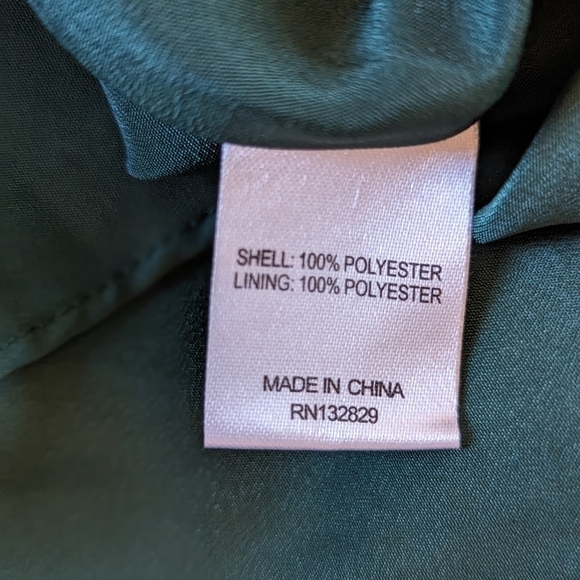 SHELL: 100% POLYESTER
LINING: 100% POLYESTER
MADE IN CHINA
RN132829